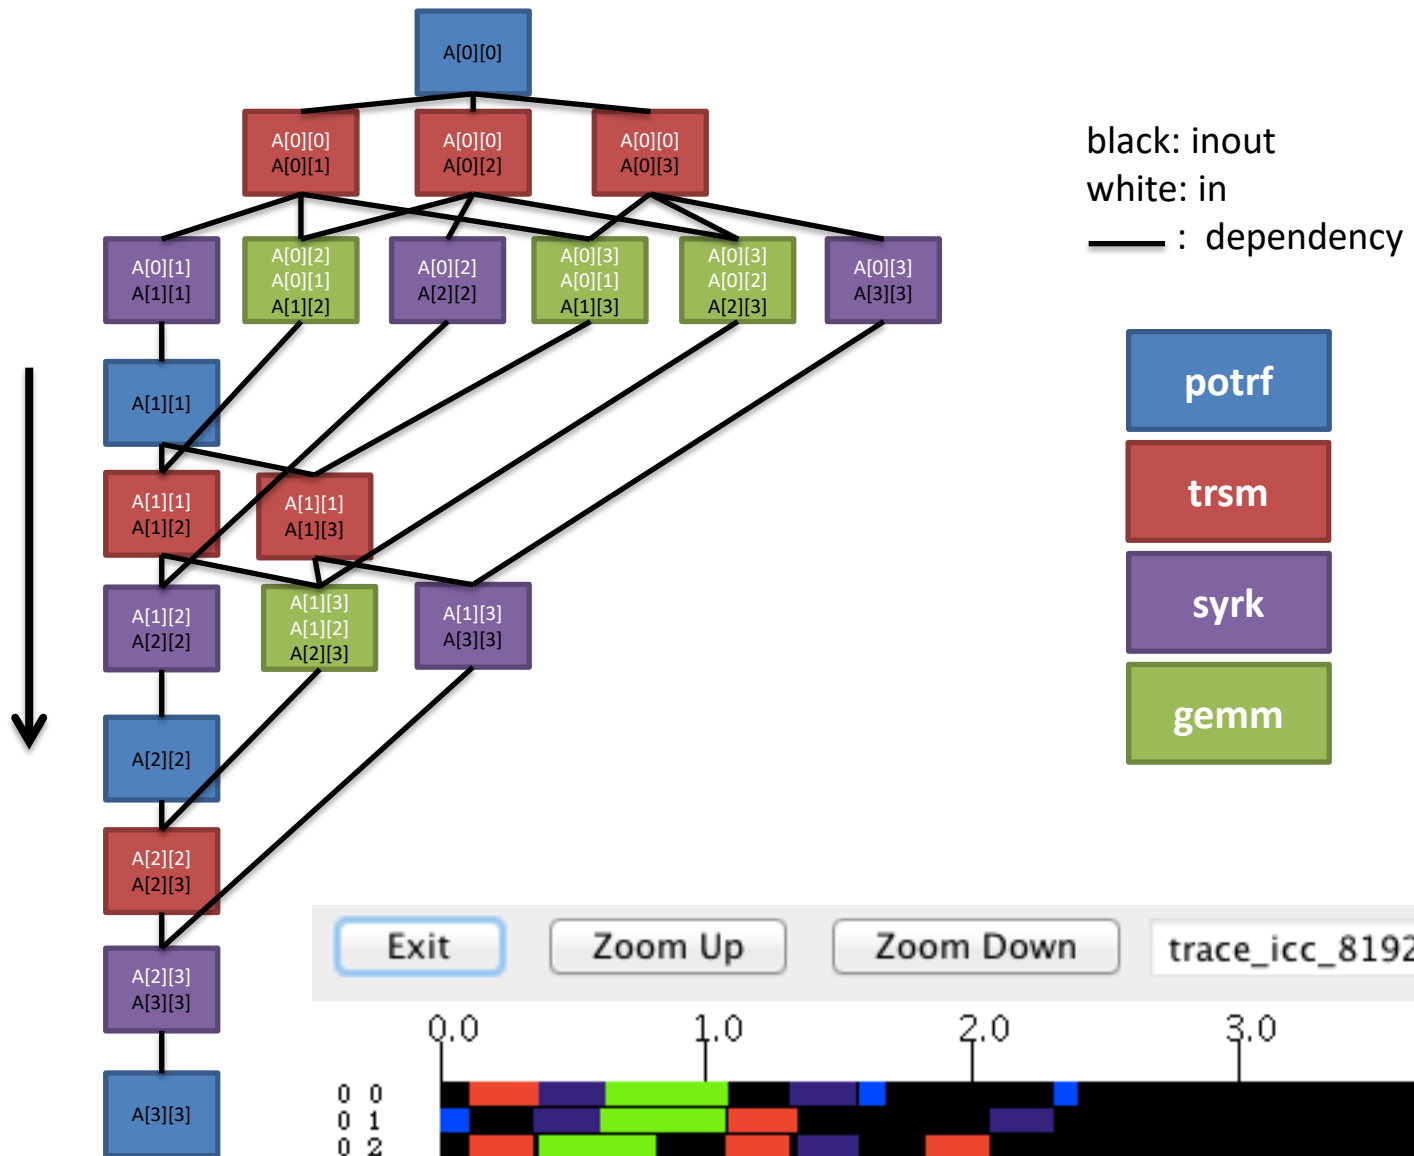 A[0][0]
A[0][0]
A[0][1]
A[0][0]
A[0][2]
A[0][0]
A[0][3]
black: inout
white: in
: dependency
A[0][1]
A[1][1]
A[0][2]
A[0][1]
A[1][2]
A[0][2]
A[2][2]
A[0][3]
A[0][1]
A[1][3]
A[0][3]
A[0][2]
A[2][3]
A[0][3]
A[3][3]
A[1][1]
A[1][1]
A[1][2]
A[1][1]
A[1][3]
A[1][2]
A[2][2]
A[1][3]
A[1][2]
A[2][3]
A[1][3]
A[3][3]
A[2][2]
A[2][2]
A[2][3]
A[2][3]
A[3][3]
A[3][3]
potrf
trsm
syrk
gemm
Exit
Zoom Up
Zoom Down
trace_icc_8192
0.0 1.0 2.0 3.0
0 0
0 1
0 2